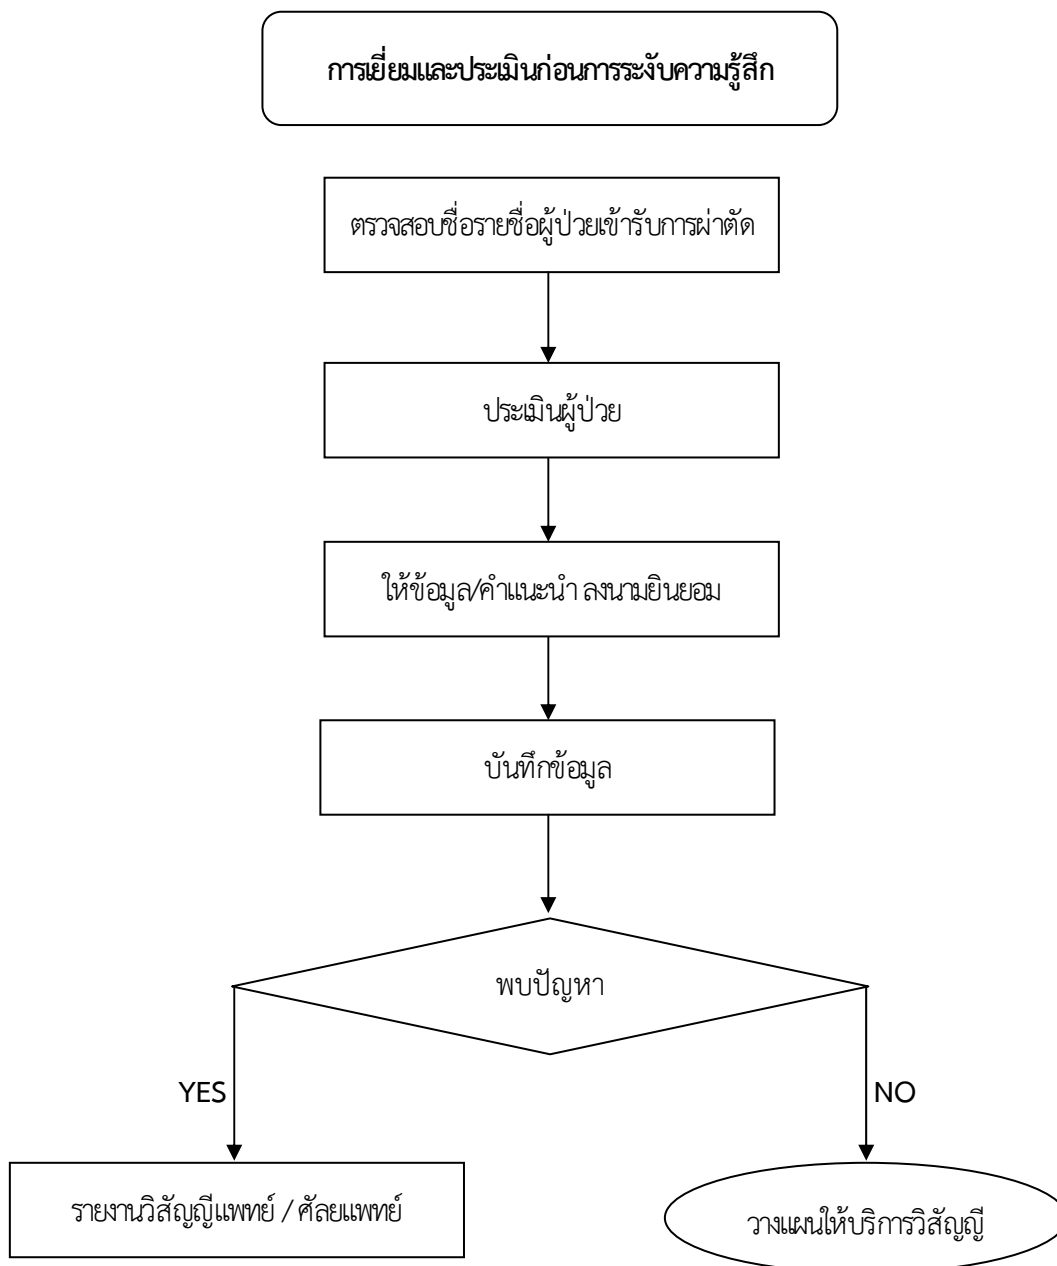 การเยี่ยมและประเมินก่อนการระงับความรู้สึก
ตรวจสอบชื่อรายชื่อผู้ป่วยเข้ารับการผ่าตัด
ประเมินผู้ป่วย
ให้ข้อมูล/คำแนะนำ ลงนามยินยอม
บันทึกข้อมูล
พบปัญหา
YES
NO
รายงานวิสัญญีแพทย์ / ศัลยแพทย์
วางแผนให้บริการวิสัญญี